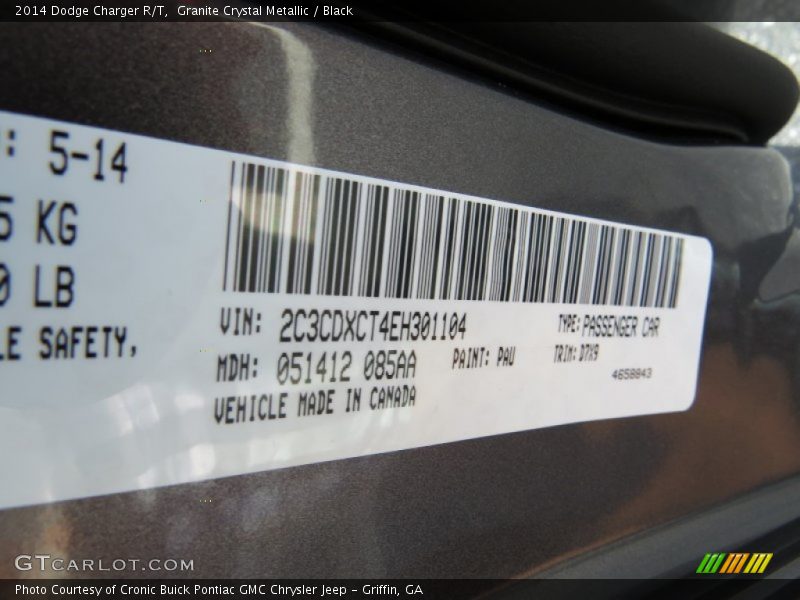 2014 Dodge Charger R/T, Granite Crystal Metallic / Black
: 5-14
5 KG
0 LB
LE SAFETY,
VIN: 2C3CDXCT4EH301104 TYPE: PASSENGER CAR
MDH: 051412 085AA PAINT: PAU TRIM: D7X9
VEHICLE MADE IN CANADA 4658843
GTCARLOT.COM
Photo Courtesy of Cronic Buick Pontiac GMC Chrysler Jeep - Griffin, GA